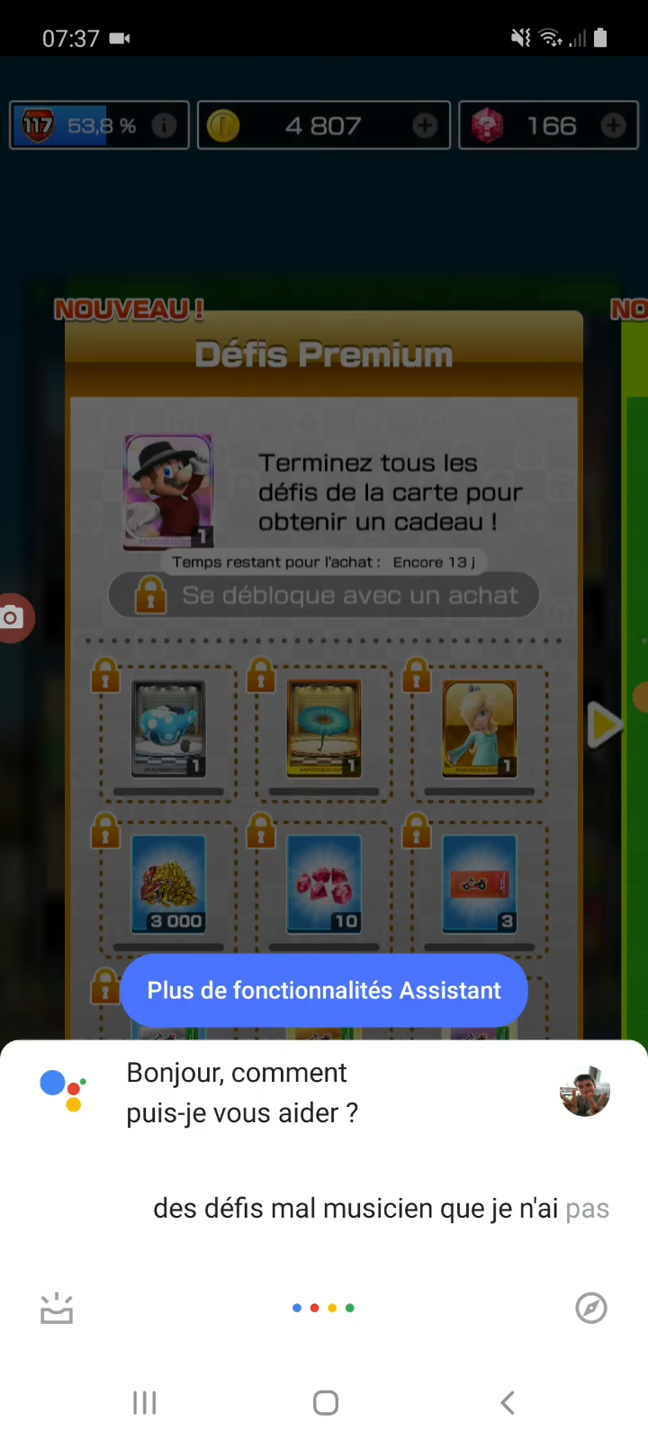 07:37
117 53,8 % i
4 807 +
166 +
NOUVEAU !
NO
Défis Premium
Terminez tous les
défis de la carte pour
obtenir un cadeau !
1
Temps restant pour l'achat : Encore 13 j
Se débloque avec un achat
1
1
1
3 000
10
3
Plus de fonctionnalités Assistant
Bonjour, comment
puis-je vous aider ?
des défis mal musicien que je n'ai pas